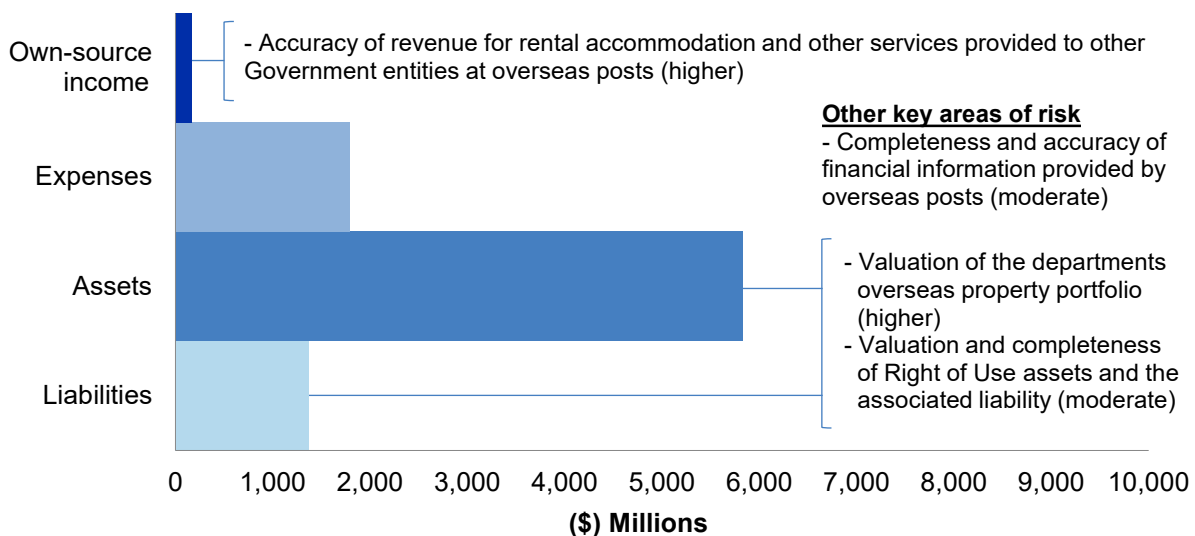 Own-source
income
- Accuracy of revenue for rental accommodation and other services provided to other
Government entities at overseas posts (higher)
Other key areas of risk
- Completeness and accuracy of
financial information provided by
overseas posts (moderate)
Expenses
Assets
- Valuation of the departments
overseas property portfolio
(higher)
- Valuation and completeness
of Right of Use assets and the
associated liability (moderate)
Liabilities
0 1,000 2,000 3,000 4,000 5,000 6,000 7,000 8,000 9,000 10,000
($) Millions